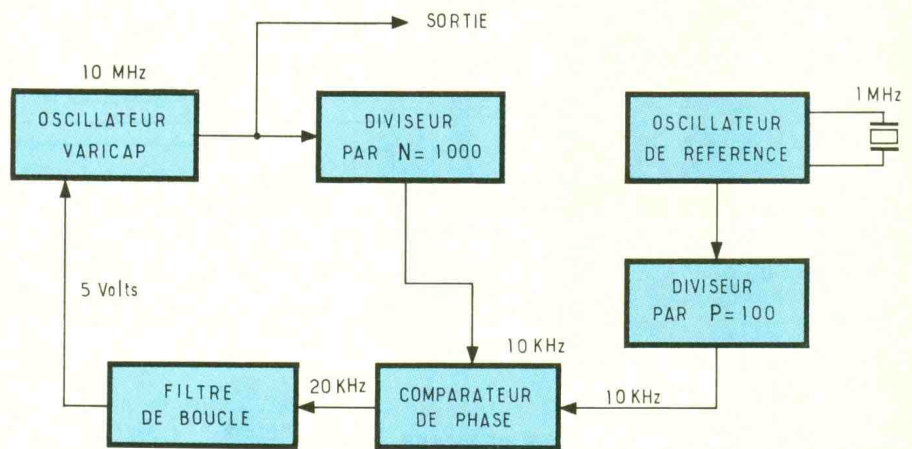 SORTIE
10 MHz
OSCILLATEUR
VARICAP
DIVISEUR
PAR N= 1000
OSCILLATEUR
DE REFERENCE
1 MHz
5 Volts
DIVISEUR
PAR P= 100
10 KHz
FILTRE
DE BOUCLE
20 KHz
COMPARATEUR
DE PHASE
10 KHz